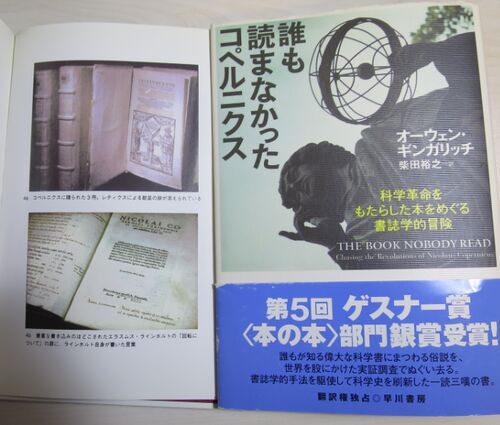 4a コペルニクスに贈られた3冊。レティクスによる献呈の辞が添えられている
NICOLAI CO
4b 重要な書き込みのほどこされたエラスムス・ラインホルトの『回転に
ついて』の扉に、ラインホルト自身が書いた言葉
誰も
読まなかった
コペルニクス
オーウェン・
ギンガリッチ
柴田裕之 訳
科学革命を
もたらした本をめぐる
書誌学的冒険
THE BOOK NOBODY READ
Chasing the Revolutions of Nicolaus Copernicus
第5回 ゲスナー賞
〈本の本〉部門銀賞受賞!
誰もが知る偉大な科学書にまつわる俗説を、
世界を股にかけた実証調査でぬぐい去る。
書誌学的手法を駆使して科学史を刷新した一読三嘆の書。
翻訳権独占 早川書房